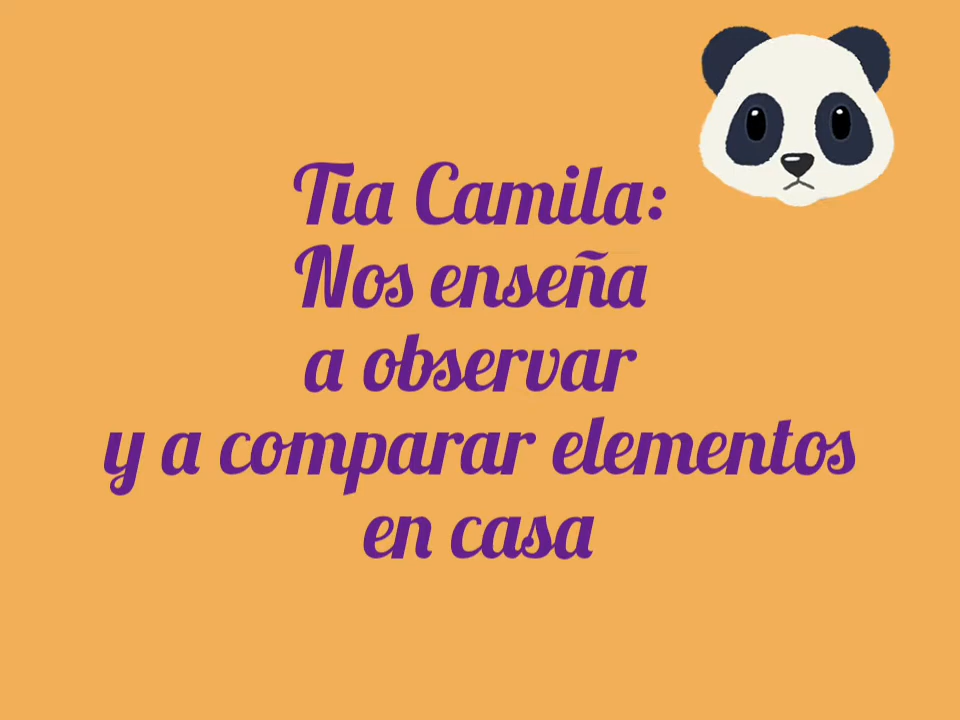 Tia Camila:
Nos enseña
a observar
y a comparar elementos
en casa